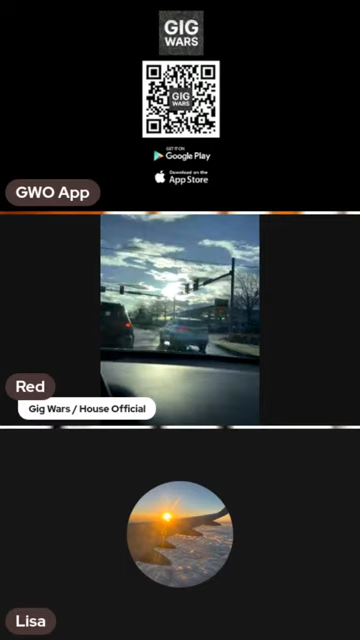 GIG
WARS
GIG
WARS
GET IT ON
Google Play
Download on the
App Store
GWO App
Red
Gig Wars / House Official
Lisa